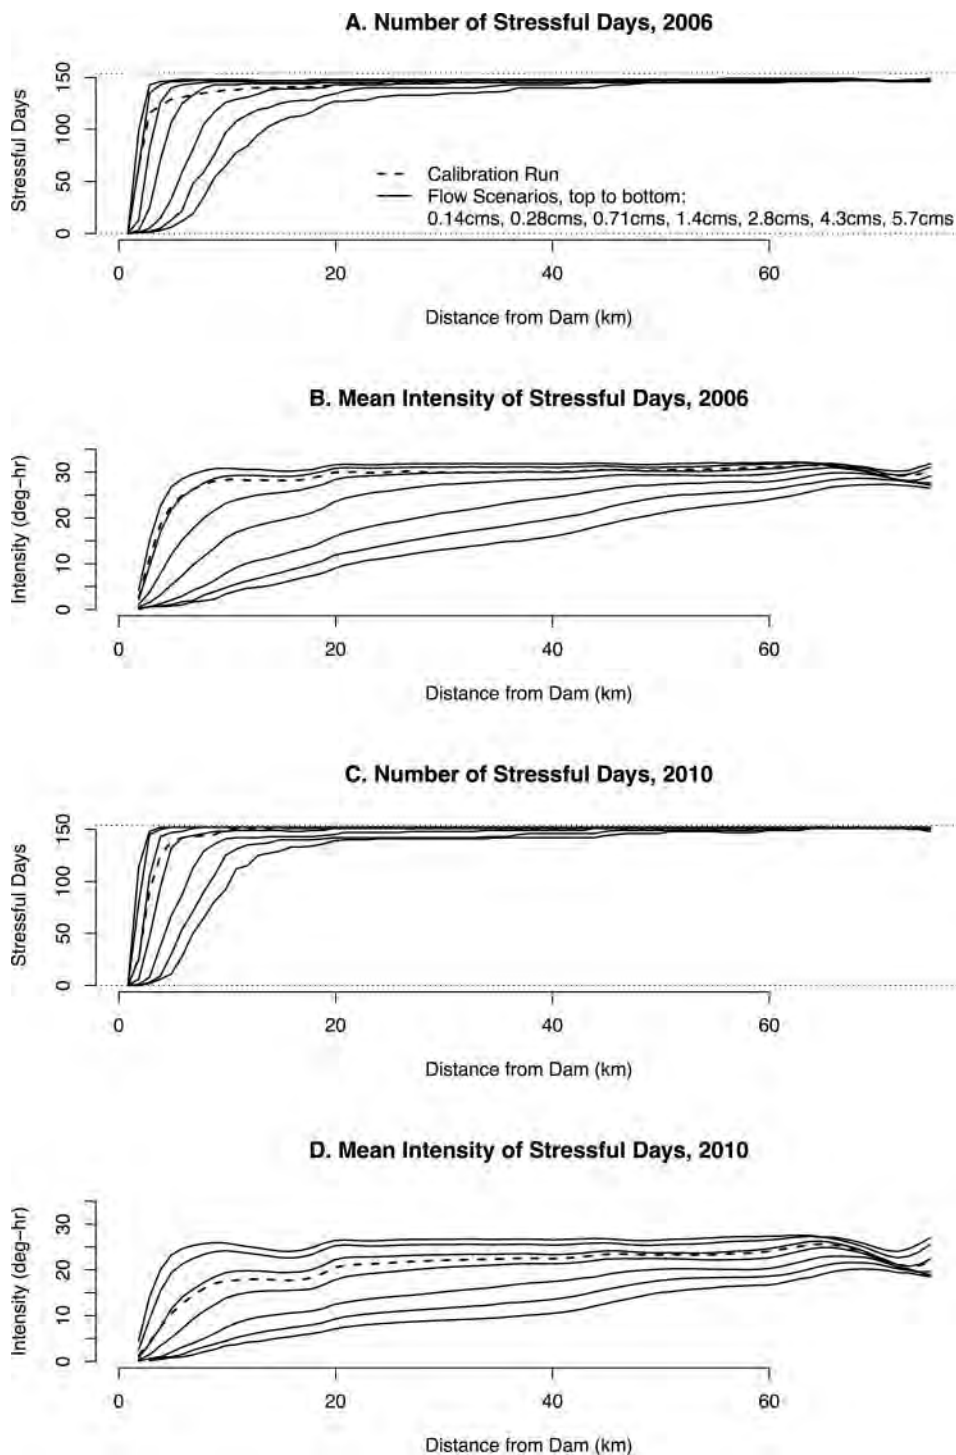 A. Number of Stressful Days, 2006
Stressful Days
150
100
50
0
Calibration Run
Flow Scenarios, top to bottom:
0.14cms, 0.28cms, 0.71cms, 1.4cms, 2.8cms, 4.3cms, 5.7cms
0 20 40 60
Distance from Dam (km)
B. Mean Intensity of Stressful Days, 2006
Intensity (deg−hr)
30
20
10
0
0 20 40 60
Distance from Dam (km)
C. Number of Stressful Days, 2010
Stressful Days
150
100
50
0
0 20 40 60
Distance from Dam (km)
D. Mean Intensity of Stressful Days, 2010
Intensity (deg−hr)
30
20
10
0
0 20 40 60
Distance from Dam (km)